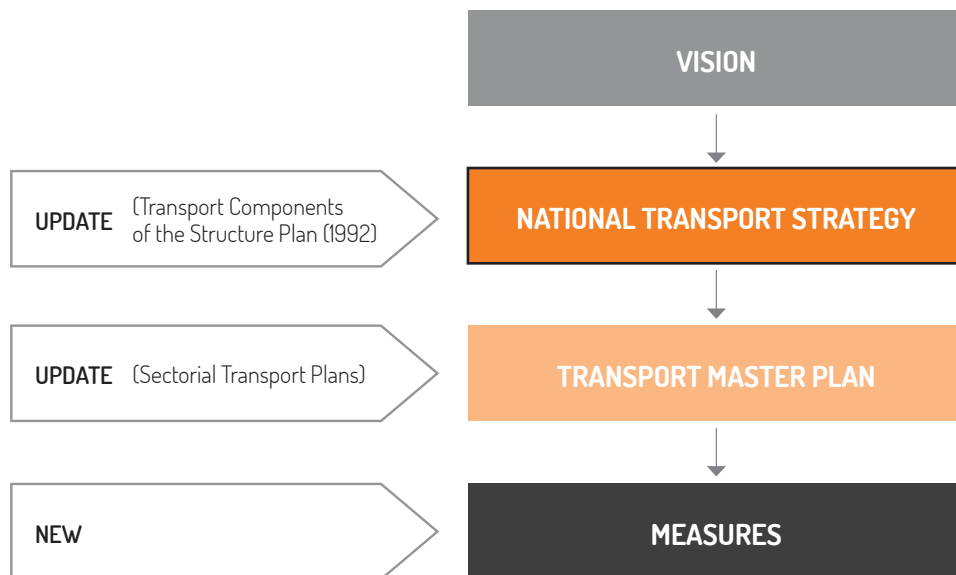 VISION
UPDATE (Transport Components
of the Structure Plan (1992)
NATIONAL TRANSPORT STRATEGY
UPDATE (Sectorial Transport Plans)
TRANSPORT MASTER PLAN
NEW
MEASURES